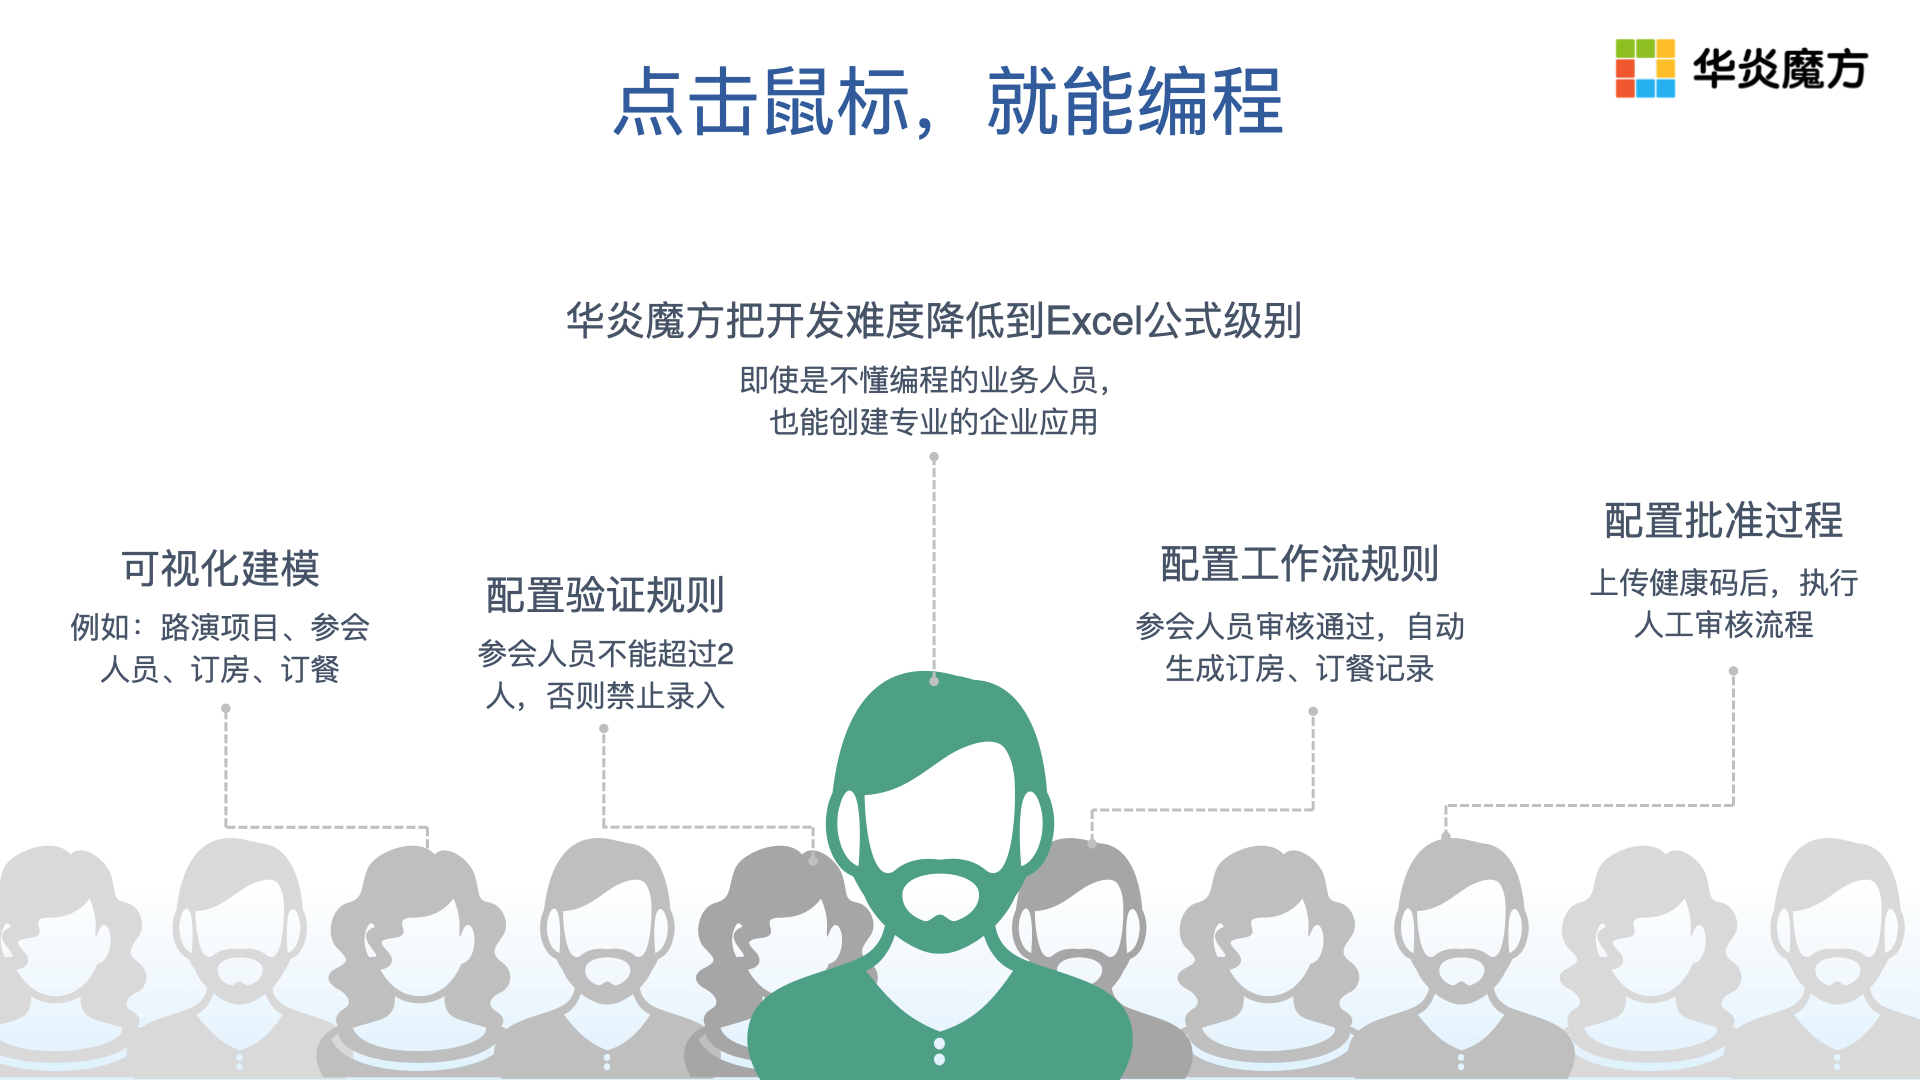 点击鼠标，就能编程
华炎魔方
华炎魔方把开发难度降低到Excel公式级别
即使是不懂编程的业务人员，
也能创建专业的企业应用
可视化建模
例如：路演项目、参会
人员、订房、订餐
配置验证规则
参会人员不能超过2
人，否则禁止录入
配置工作流规则
参会人员审核通过，自动
生成订房、订餐记录
配置批准过程
上传健康码后，执行
人工审核流程